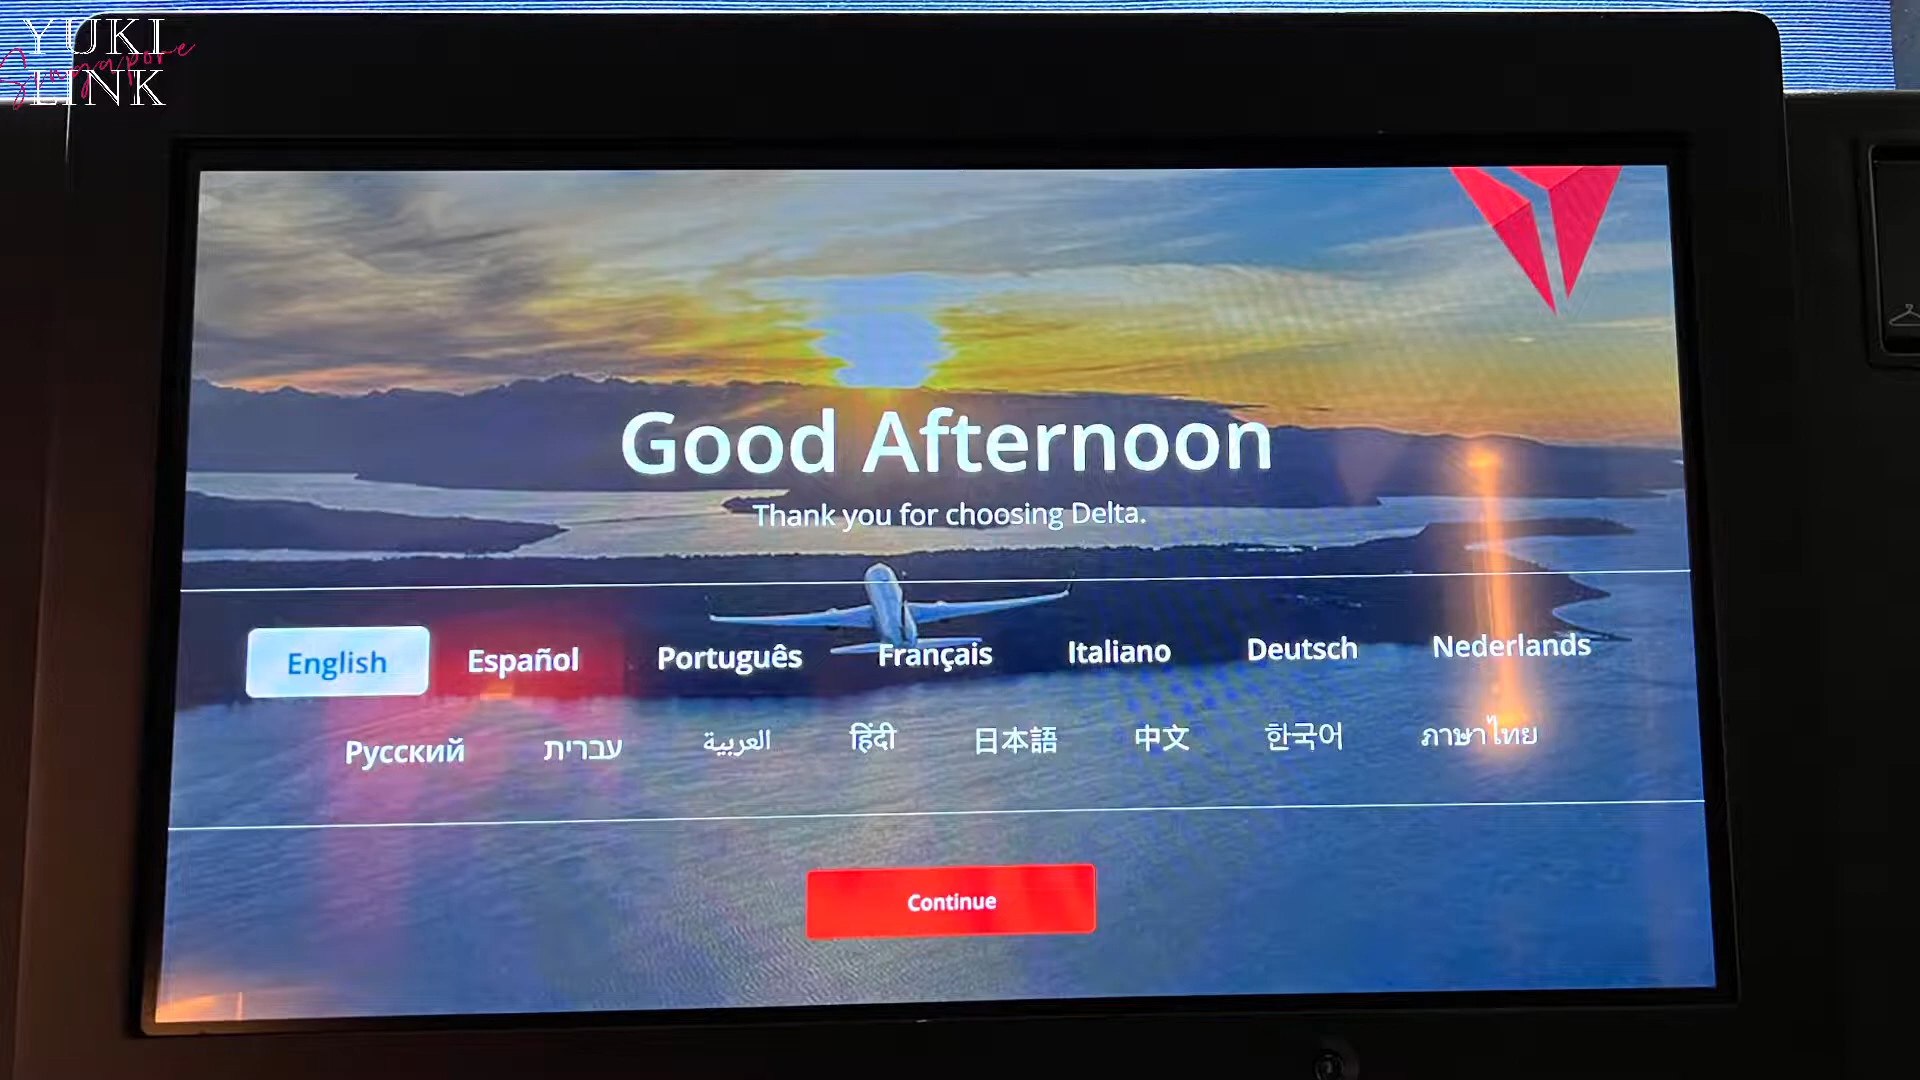 YUKI
Singapore
LINK
Good Afternoon
Thank you for choosing Delta.
English Español Português Français Italiano Deutsch Nederlands
Русский עברית العربية हिंदी 日本語 中文 한국어 ภาษาไทย
Continue